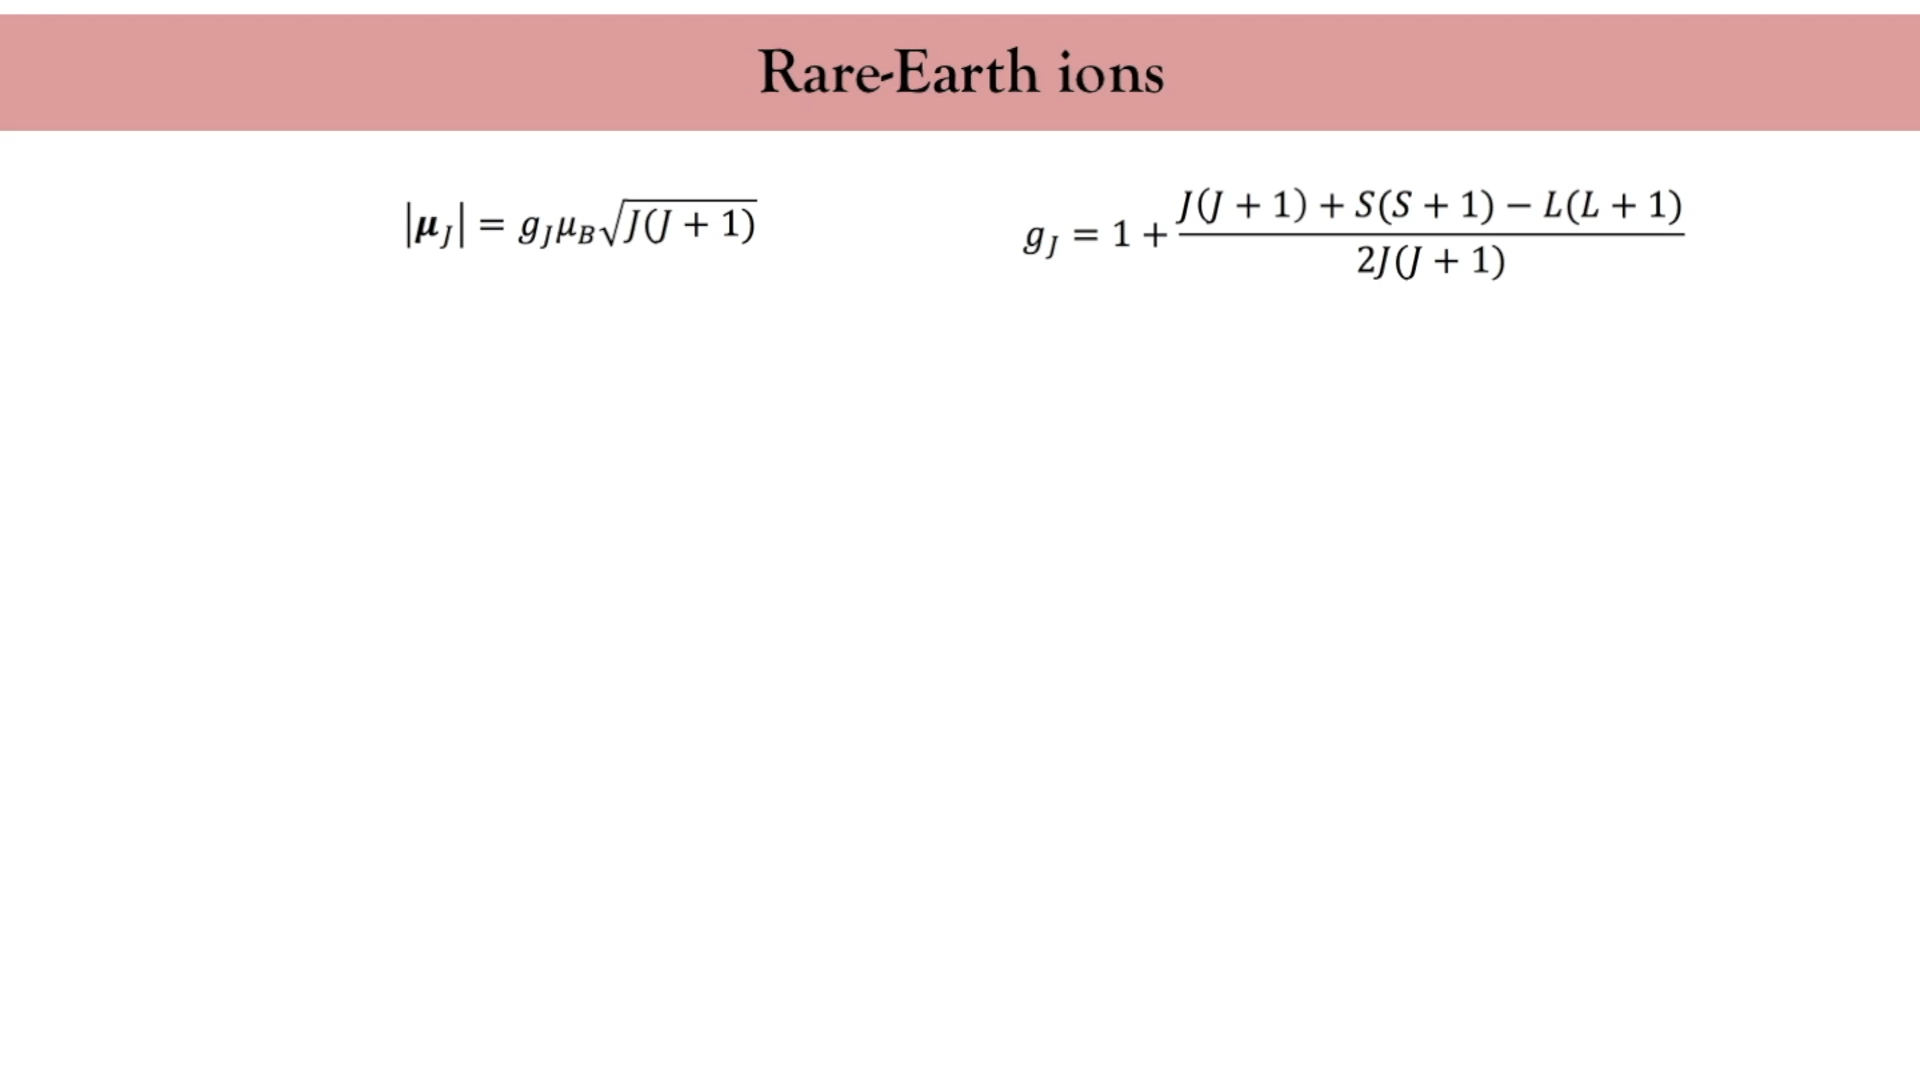 Rare-Earth ions
|𝝁_J| = g_J μ_B √(J(J + 1))
g_J = 1 + (J(J + 1) + S(S + 1) − L(L + 1)) / (2J(J + 1))